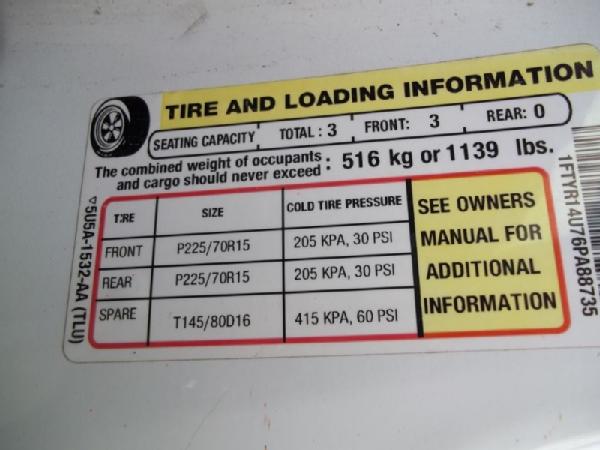 TIRE AND LOADING INFORMATION
SEATING CAPACITY TOTAL : 3 FRONT: 3 REAR: 0
The combined weight of occupants
and cargo should never exceed : 516 kg or 1139 lbs.
TIRE SIZE COLD TIRE PRESSURE
FRONT P225/70R15 205 KPA, 30 PSI
REAR P225/70R15 205 KPA, 30 PSI
SPARE T145/80D16 415 KPA, 60 PSI
SEE OWNERS
MANUAL FOR
ADDITIONAL
INFORMATION
5U5A-1532-AA (TLU)
1FTYR14U76PA88735